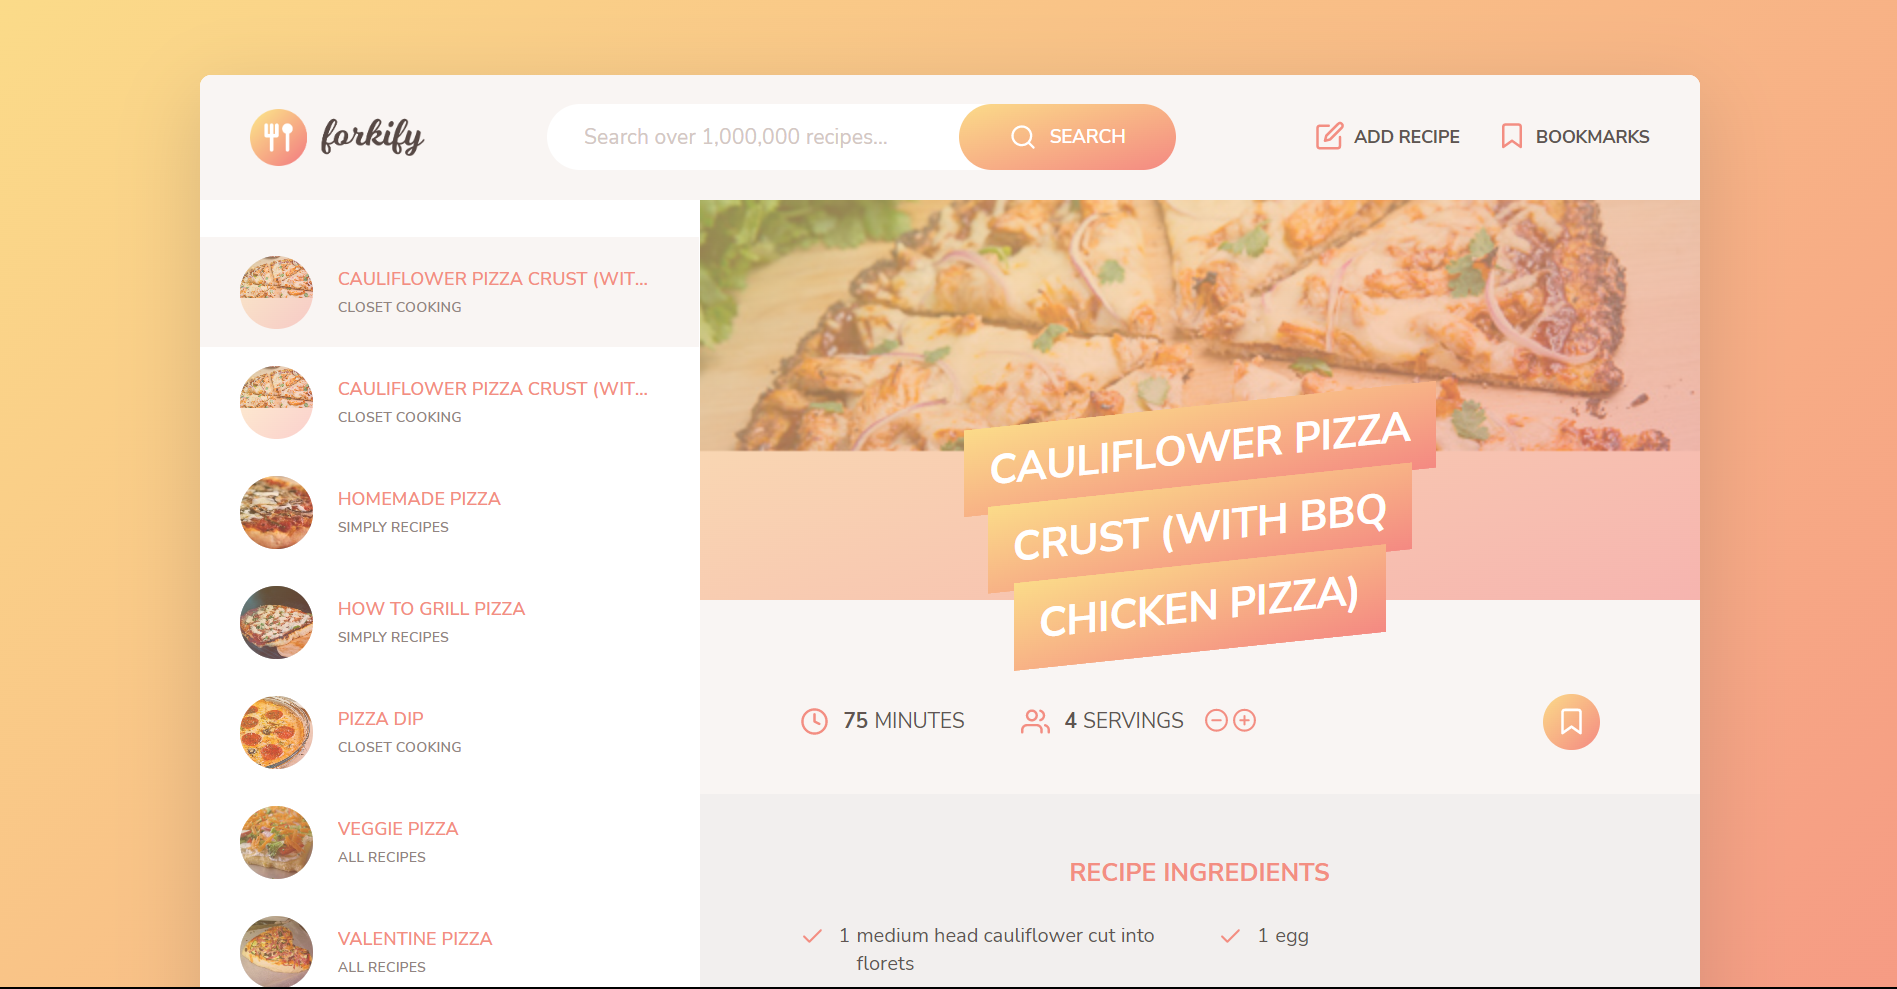 forkify
Search over 1,000,000 recipes...
SEARCH
ADD RECIPE
BOOKMARKS
CAULIFLOWER PIZZA CRUST (WIT...
CLOSET COOKING
CAULIFLOWER PIZZA CRUST (WIT...
CLOSET COOKING
HOMEMADE PIZZA
SIMPLY RECIPES
HOW TO GRILL PIZZA
SIMPLY RECIPES
PIZZA DIP
CLOSET COOKING
VEGGIE PIZZA
ALL RECIPES
VALENTINE PIZZA
ALL RECIPES
CAULIFLOWER PIZZA
CRUST (WITH BBQ
CHICKEN PIZZA)
75 MINUTES
4 SERVINGS
RECIPE INGREDIENTS
1 medium head cauliflower cut into
florets
1 egg